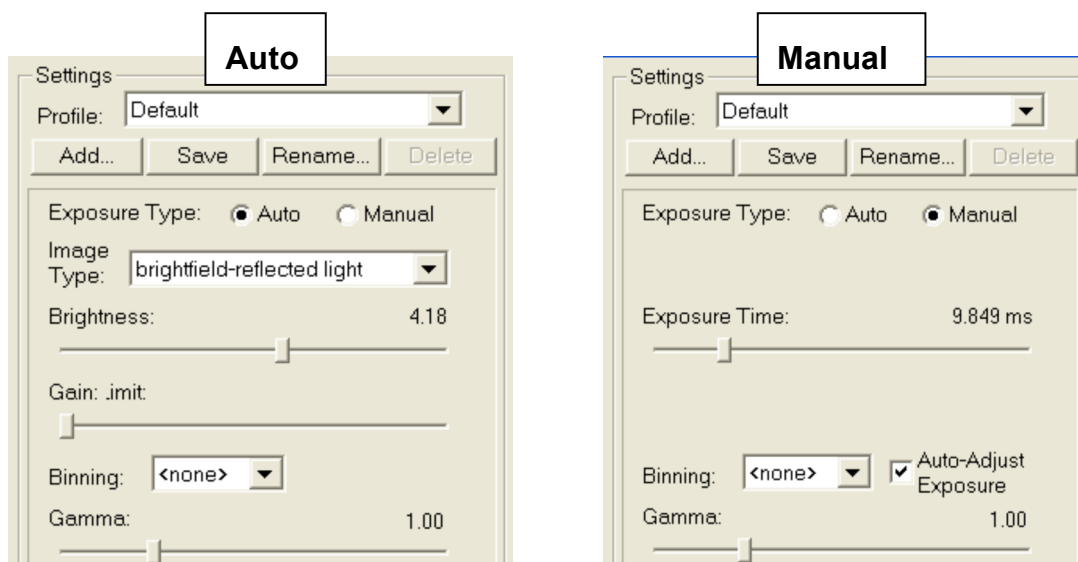 Auto
Settings
Profile: Default
Add... Save Rename... Delete
Exposure Type: Auto Manual
Image
Type: brightfield-reflected light
Brightness: 4.18
Gain: .imit:
Binning: <none>
Gamma: 1.00
Manual
Settings
Profile: Default
Add... Save Rename... Delete
Exposure Type: Auto Manual
Exposure Time: 9.849 ms
Binning: <none> Auto-Adjust
Exposure
Gamma: 1.00